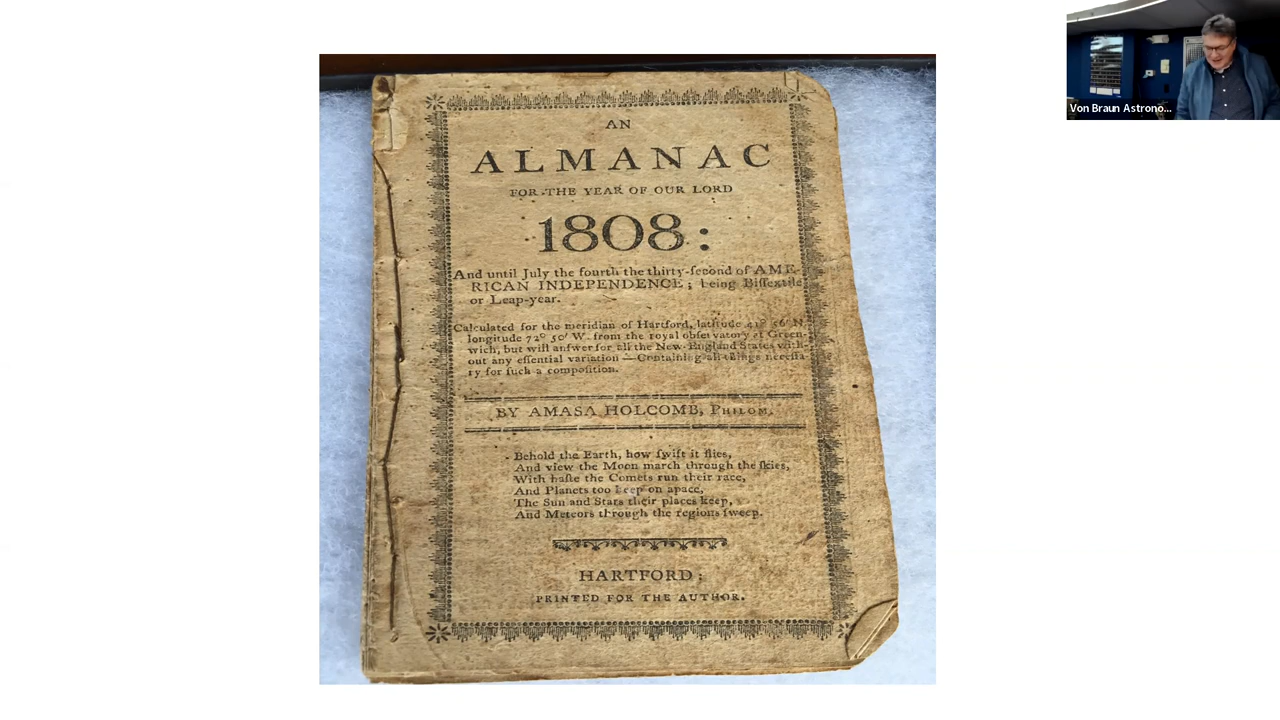 AN
ALMANAC
FOR THE YEAR OF OUR LORD
1808:
And until July the fourth the thirty-ſecond of AME-
RICAN INDEPENDENCE; being Biſſextile
or Leap-year.
Calculated for the meridian of Hartford, latitude 41° 56′ N
longitude 72° 50′ W. from the royal obſervatory at Green-
wich, but will anſwer for all the New-England States with-
out any eſſential variation—Containing all things neceſſa-
ry for ſuch a compoſition.
BY AMASA HOLCOMB, PHILOM.
Behold the Earth, how ſwift it flies,
And view the Moon march through the ſkies,
With haſte the Comets run their race,
And Planets too keep on apace,
The Sun and Stars their places keep,
And Meteors through the regions ſweep.
HARTFORD:
PRINTED FOR THE AUTHOR.
Von Braun Astrono...